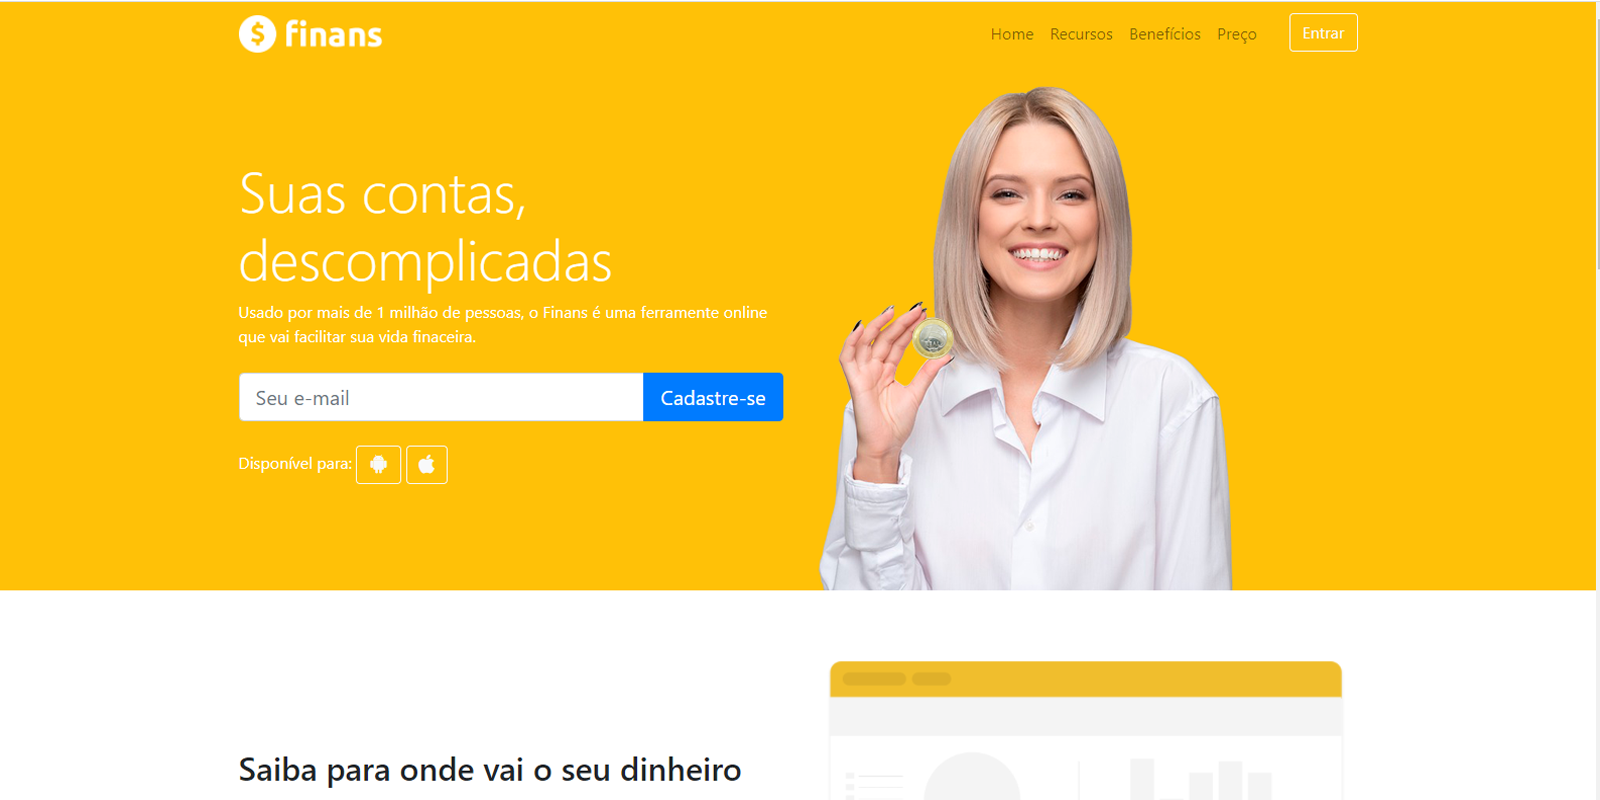 finans
Home Recursos Benefícios Preço Entrar
Suas contas,
descomplicadas
Usado por mais de 1 milhão de pessoas, o Finans é uma ferramente online
que vai facilitar sua vida finaceira.
Seu e-mail Cadastre-se
Disponível para:
Saiba para onde vai o seu dinheiro